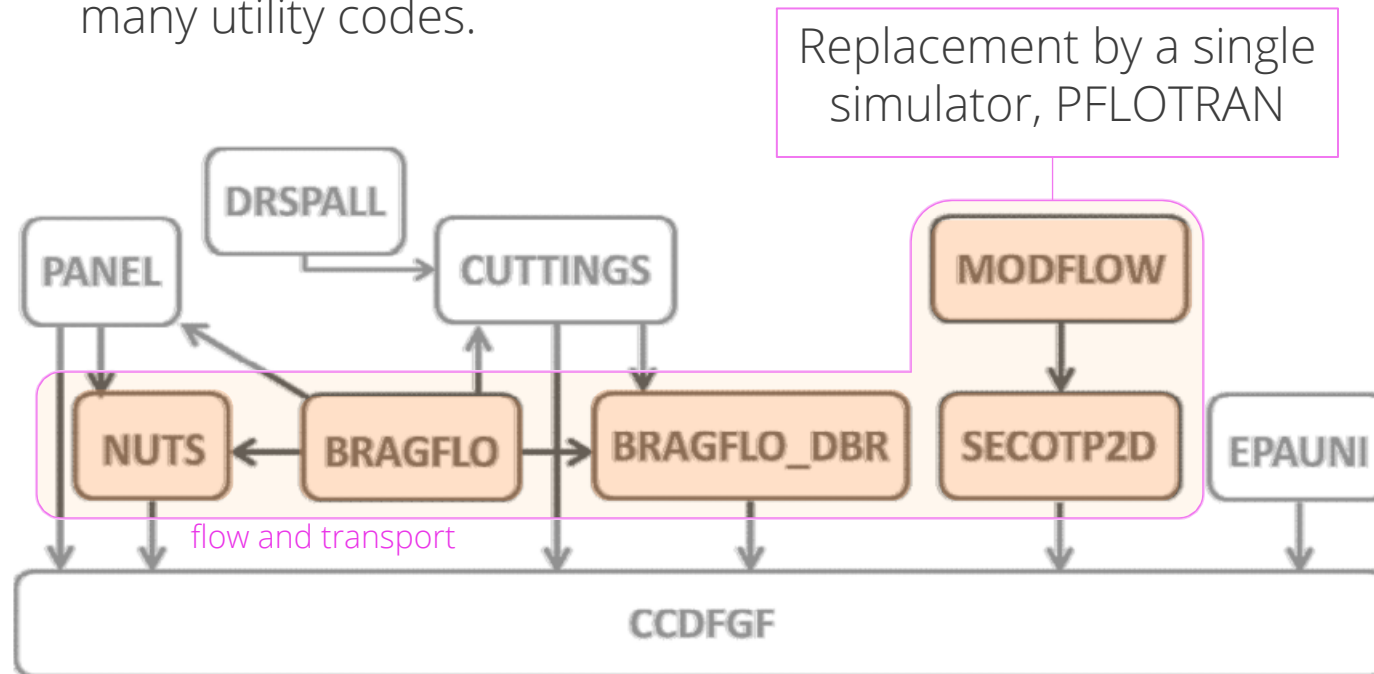 many utility codes.
Replacement by a single
simulator, PFLOTRAN
DRSPALL
PANEL
CUTTINGS
MODFLOW
NUTS
BRAGFLO
BRAGFLO_DBR
SECOTP2D
EPAUNI
flow and transport
CCDFGF